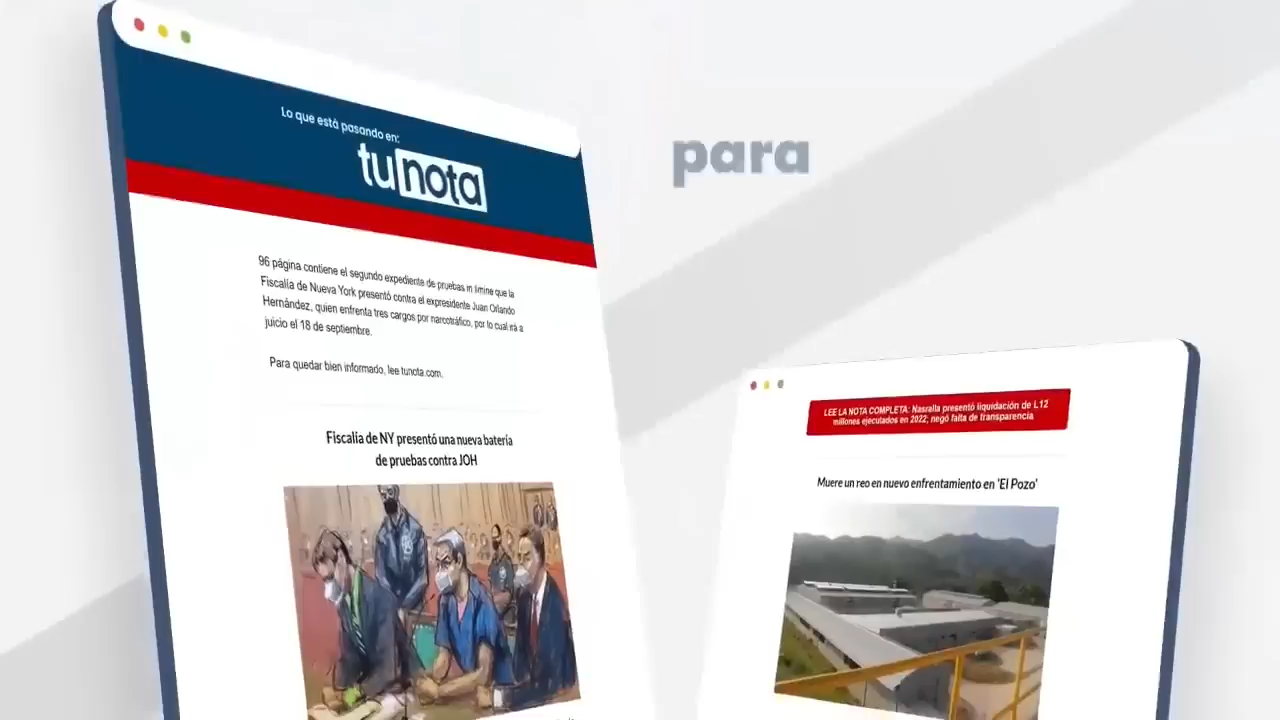 Lo que está pasando en:
tunota
para
96 página contiene el segundo expediente de pruebas in limine que la
Fiscalía de Nueva York presentó contra el expresidente Juan Orlando
Hernández, quien enfrenta tres cargos por narcotráfico, por lo cual irá a
juicio el 18 de septiembre.
Para quedar bien informado, lee tunota.com.
Fiscalía de NY presentó una nueva batería
de pruebas contra JOH
LEE LA NOTA COMPLETA: Nasralla presentó liquidación de L12
millones ejecutados en 2022; negó falta de transparencia
Muere un reo en nuevo enfrentamiento en 'El Pozo'